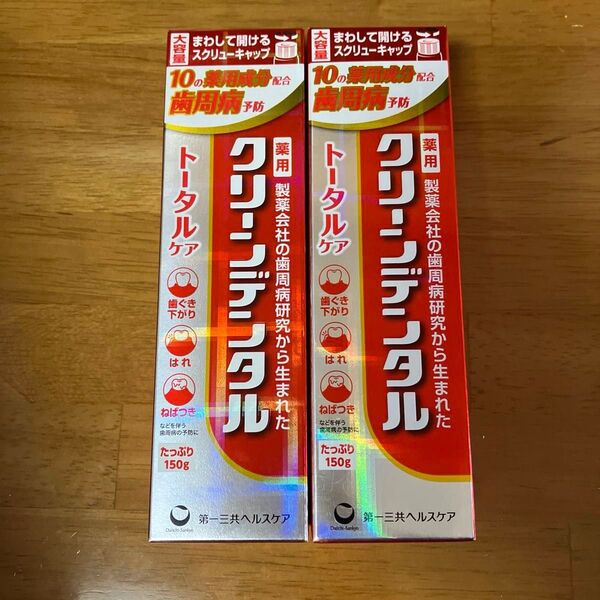 大容量
まわして開ける
スクリューキャップ
10の薬用成分配合
歯周病予防
薬用
クリーンデンタル
製薬会社の歯周病研究から生まれた
トータルケア
歯ぐき
下がり
はれ
ねばつき
などを伴う
歯周病の予防に
たっぷり
150g
Daiichi-Sankyo
第一三共ヘルスケア
大容量
まわして開ける
スクリューキャップ
10の薬用成分配合
歯周病予防
薬用
クリーンデンタル
製薬会社の歯周病研究から生まれた
トータルケア
歯ぐき
下がり
はれ
ねばつき
などを伴う
歯周病の予防に
たっぷり
150g
Daiichi-Sankyo
第一三共ヘルスケア